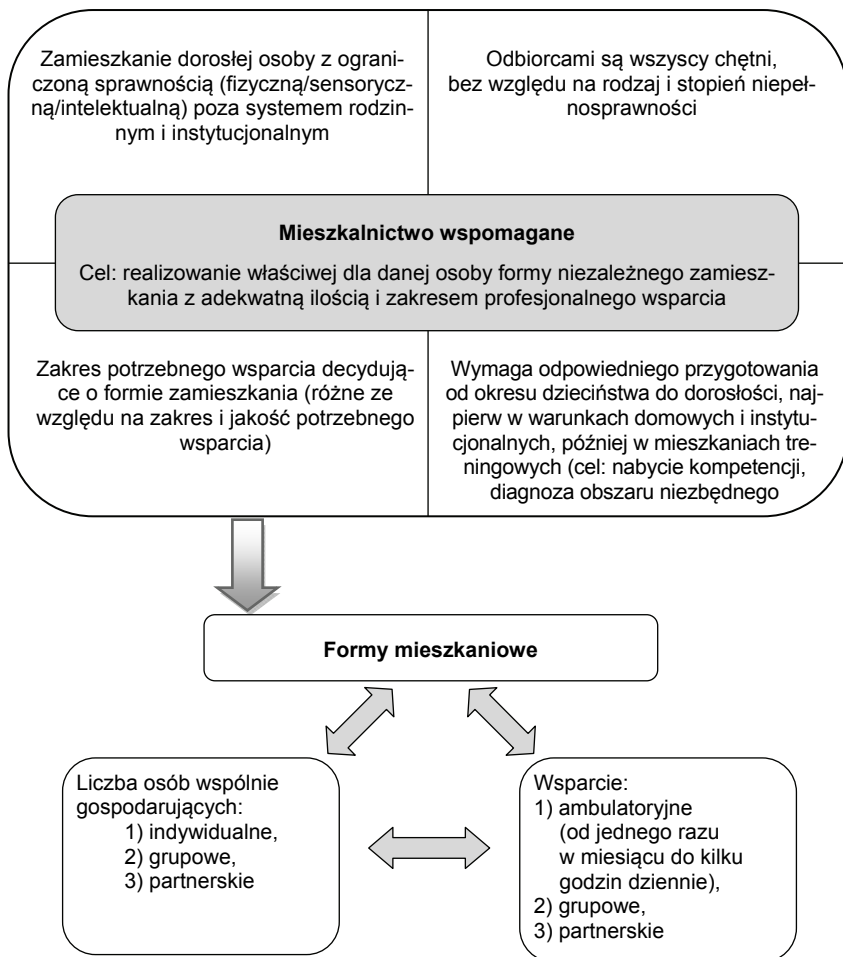 Zamieszkanie dorosłej osoby z ograni-
czoną sprawnością (fizyczną/sensorycz-
ną/intelektualną) poza systemem rodzin-
nym i instytucjonalnym
Odbiorcami są wszyscy chętni,
bez względu na rodzaj i stopień niepeł-
nosprawności
Mieszkalnictwo wspomagane
Cel: realizowanie właściwej dla danej osoby formy niezależnego zamiesz-
kania z adekwatną ilością i zakresem profesjonalnego wsparcia
Zakres potrzebnego wsparcia decydują-
ce o formie zamieszkania (różne ze
względu na zakres i jakość potrzebnego
wsparcia)
Wymaga odpowiedniego przygotowania
od okresu dzieciństwa do dorosłości, naj-
pierw w warunkach domowych i instytu-
cjonalnych, później w mieszkaniach tre-
ningowych (cel: nabycie kompetencji,
diagnoza obszaru niezbędnego
Formy mieszkaniowe
Liczba osób wspólnie
gospodarujących:
1) indywidualne,
2) grupowe,
3) partnerskie
Wsparcie:
1) ambulatoryjne
(od jednego razu
w miesiącu do kilku
godzin dziennie),
2) grupowe,
3) partnerskie